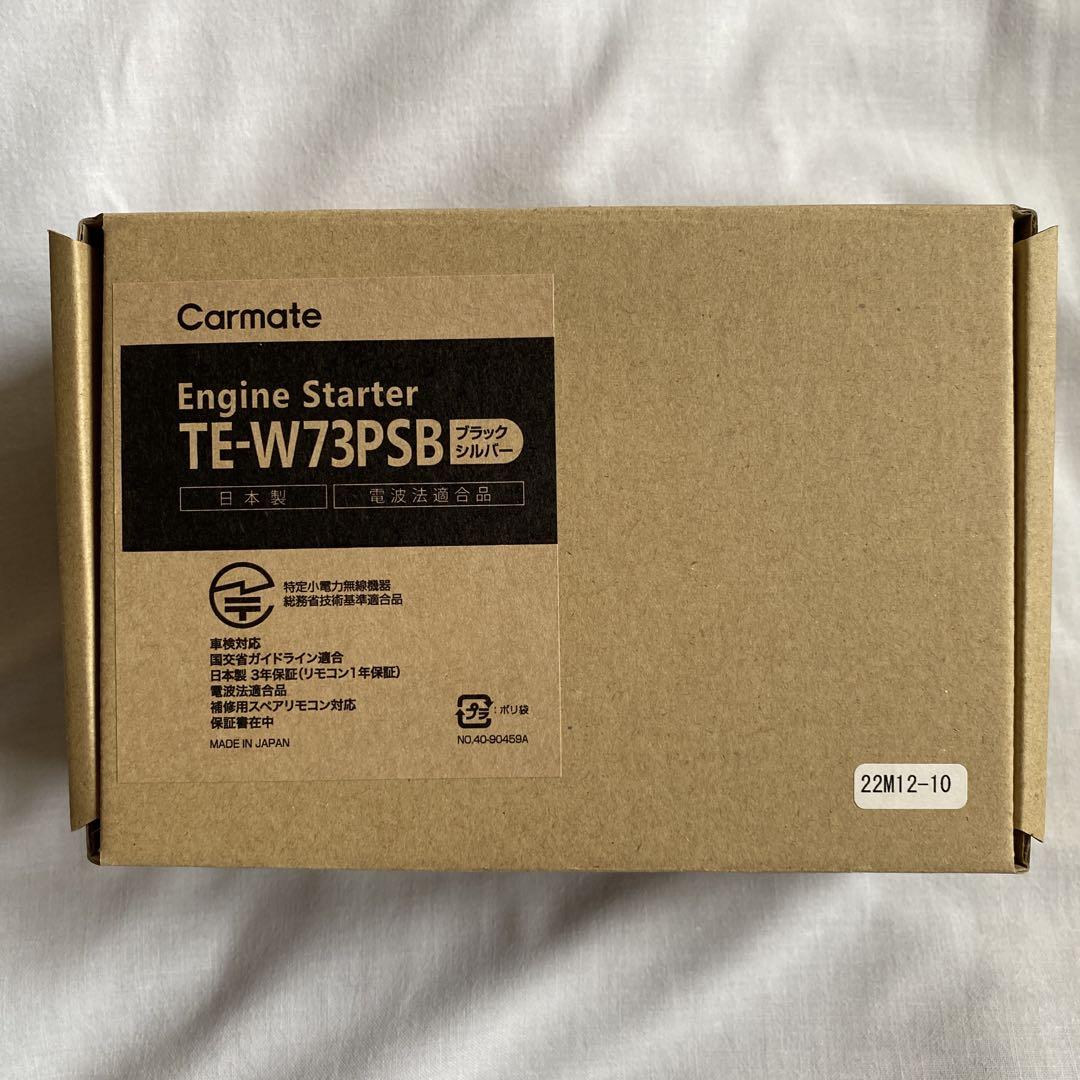 Carmate
Engine Starter
TE-W73PSB ブラック
シルバー
日本製 電波法適合品
特定小電力無線機器
総務省技術基準適合品
車検対応
国交省ガイドライン適合
日本製 3年保証(リモコン1年保証)
電波法適合品
補修用スペアリモコン対応
保証書在中
MADE IN JAPAN
プラ :ポリ袋
NO.40-90459A
22M12-10